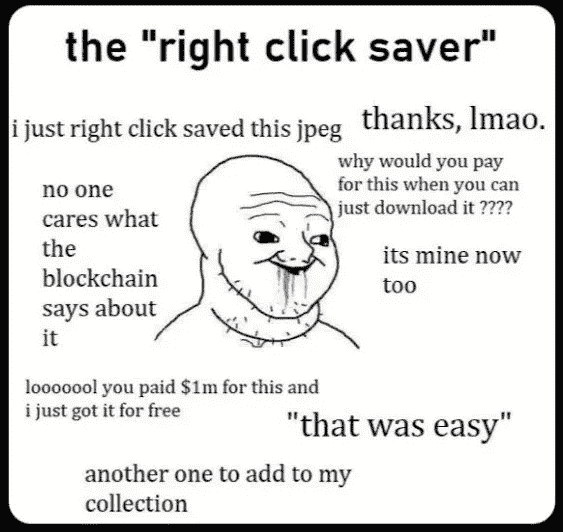 the "right click saver"
i just right click saved this jpeg
thanks, lmao.
why would you pay
for this when you can
just download it ????
no one
cares what
the
blockchain
says about
it
its mine now
too
looooool you paid $1m for this and
i just got it for free
"that was easy"
another one to add to my
collection